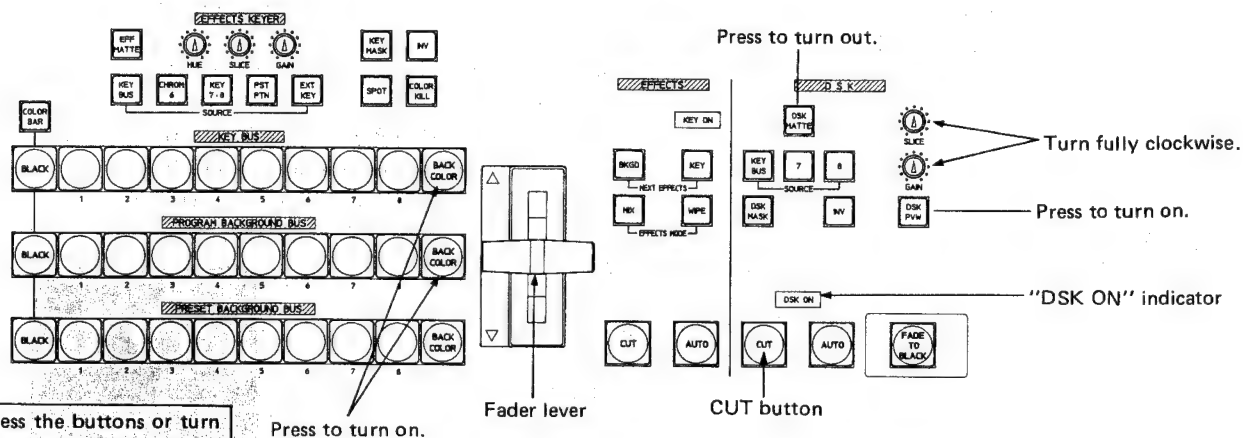 EFFECTS KEYER
EFF MATTE
HUE
SLICE
GAIN
KEY MASK
INV
KEY BUS
CHROM 6
KEY 7·8
PST PTN
EXT KEY
SPOT
COLOR KILL
SOURCE
COLOR BAR
KEY BUS
BLACK
BACK COLOR
1 2 3 4 5 6 7 8
PROGRAM BACKGROUND BUS
BLACK
BACK COLOR
1 2 3 4 5 6 7 8
PRESET BACKGROUND BUS
BLACK
BACK COLOR
1 2 3 4 5 6 7 8
ess the buttons or turn
Press to turn on.
Fader lever
Press to turn out.
EFFECTS
D S K
KEY ON
DSK MATTE
SLICE
Turn fully clockwise.
BKGD
KEY
KEY BUS
7
8
GAIN
NEXT EFFECTS
SOURCE
MIX
WIPE
DSK MASK
INV
DSK PVW
Press to turn on.
EFFECTS MODE
DSK ON
"DSK ON" indicator
CUT
AUTO
CUT
AUTO
FADE TO BLACK
CUT button